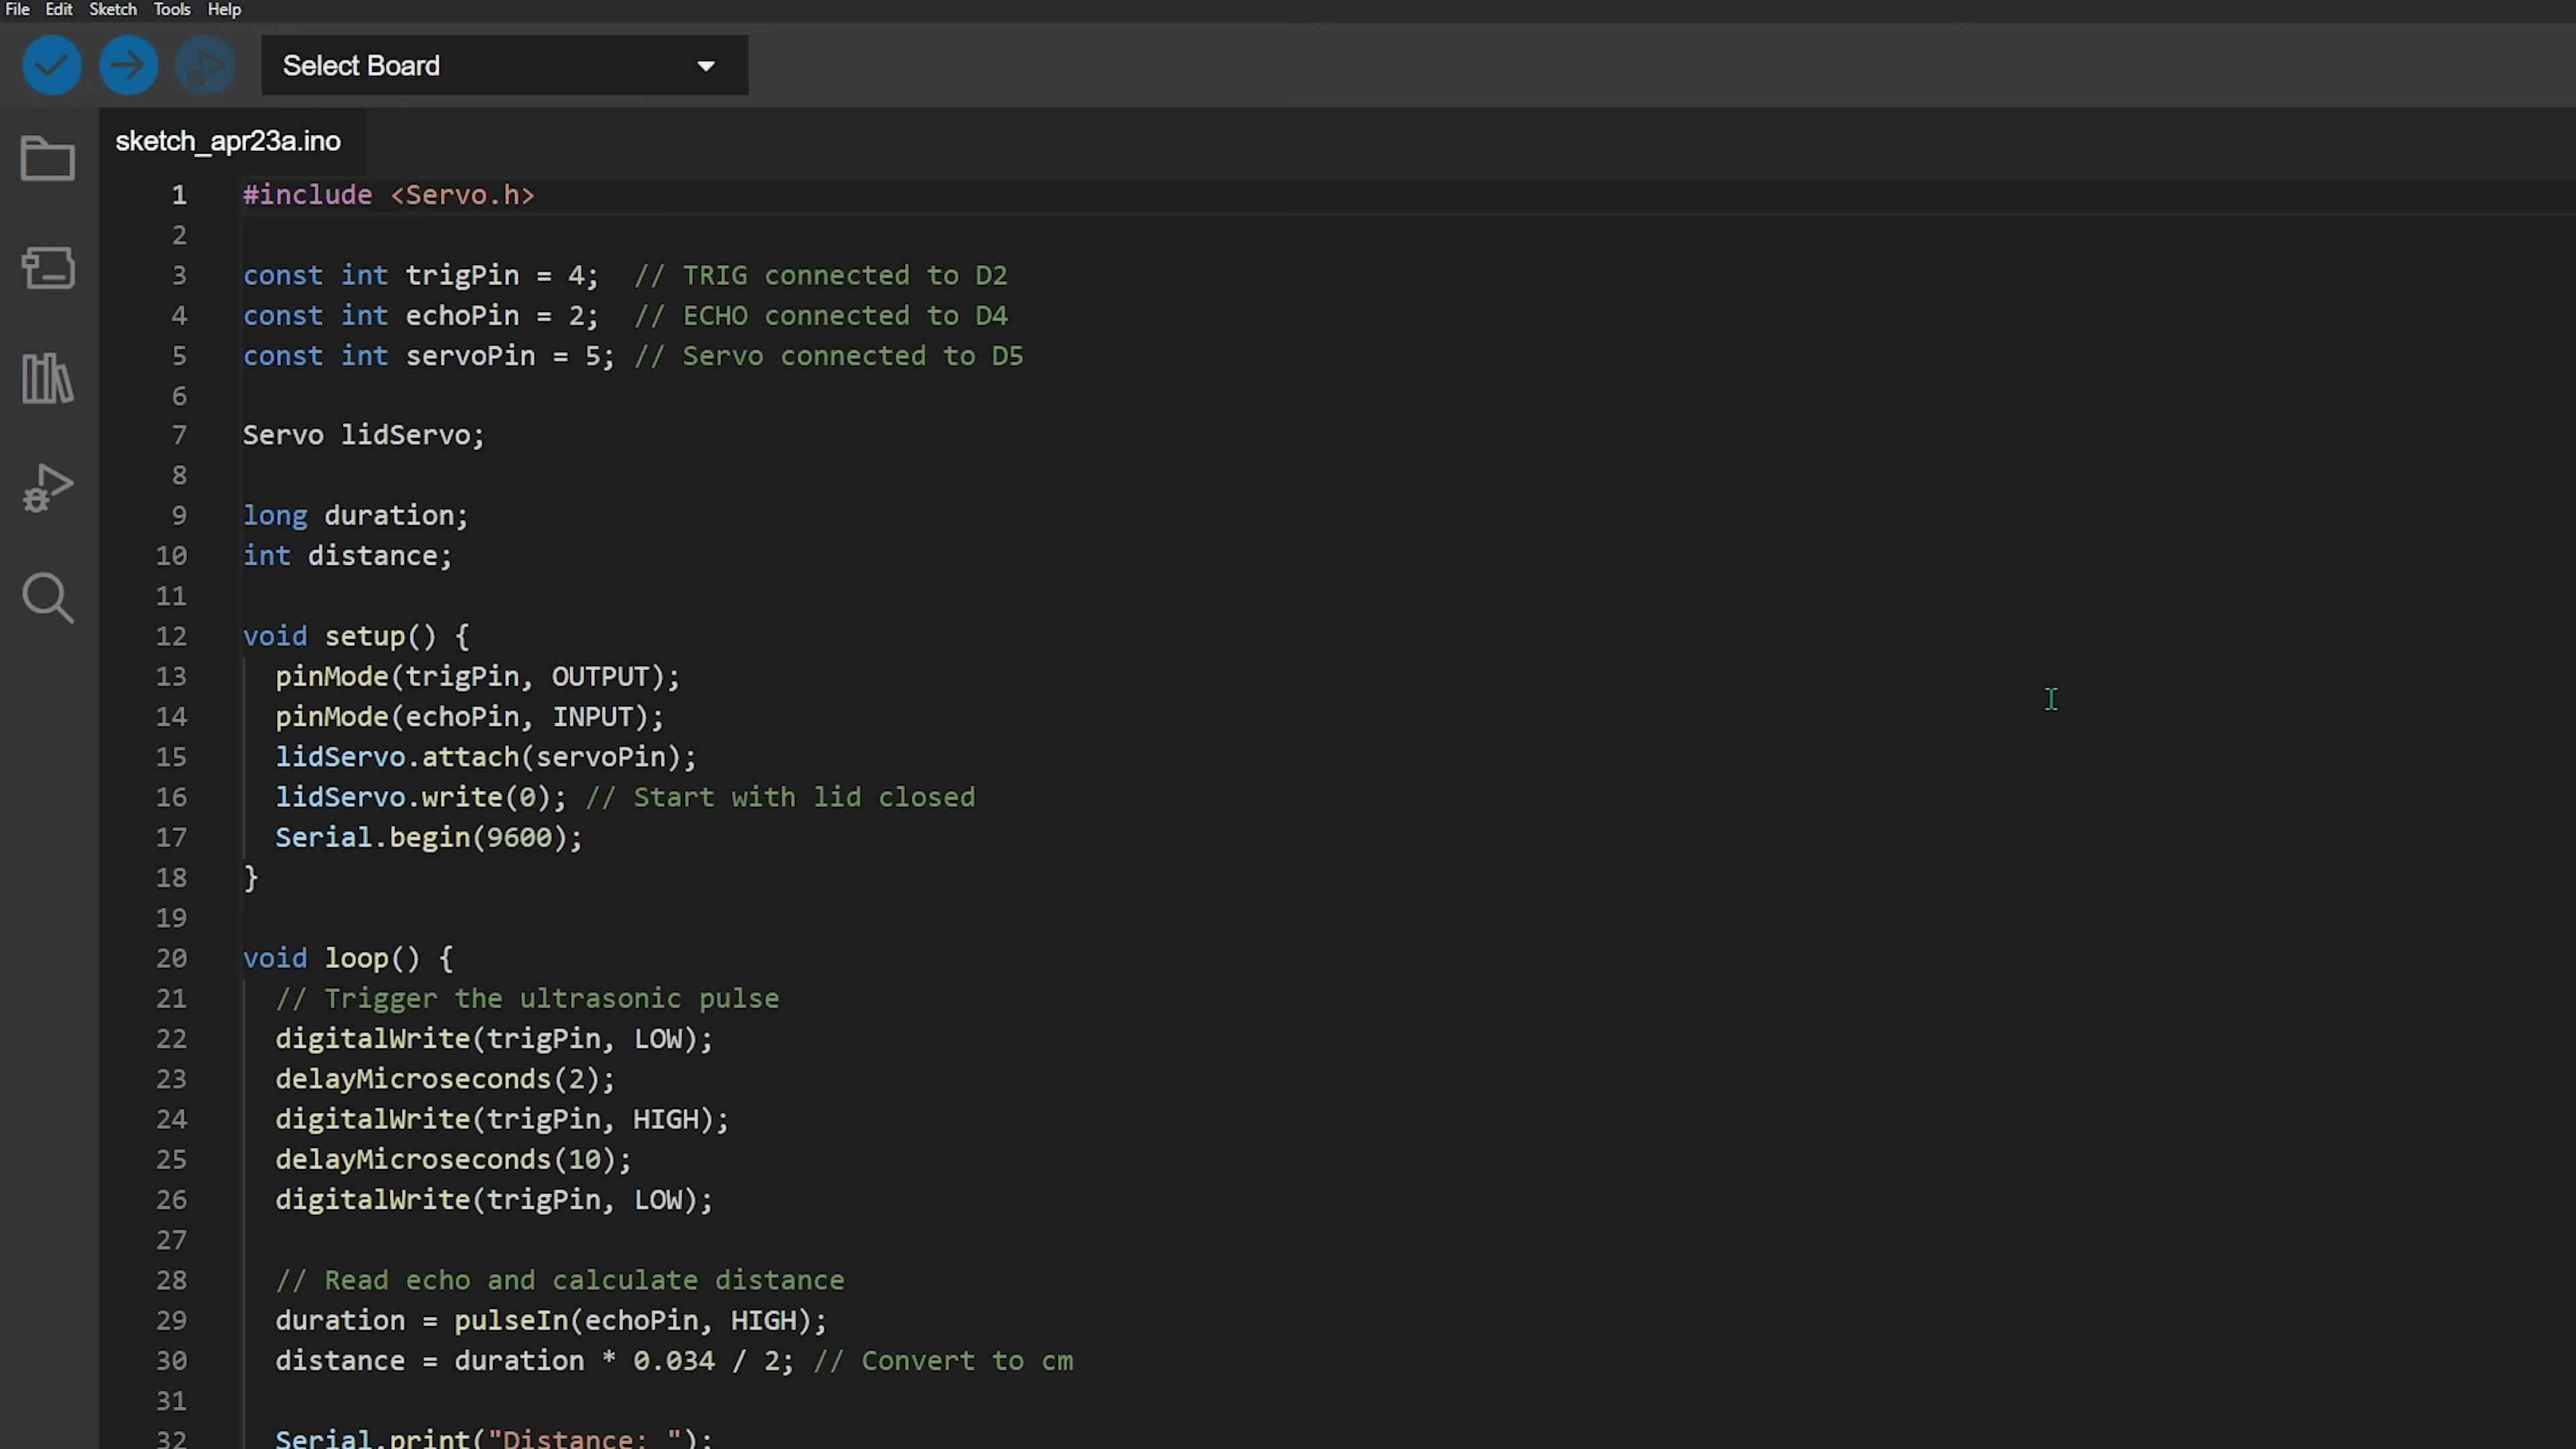 File Edit Sketch Tools Help
Select Board
sketch_apr23a.ino
1 #include <Servo.h>
2
3 const int trigPin = 4;  // TRIG connected to D2
4 const int echoPin = 2;  // ECHO connected to D4
5 const int servoPin = 5; // Servo connected to D5
6
7 Servo lidServo;
8
9 long duration;
10 int distance;
11
12 void setup() {
13   pinMode(trigPin, OUTPUT);
14   pinMode(echoPin, INPUT);
15   lidServo.attach(servoPin);
16   lidServo.write(0); // Start with lid closed
17   Serial.begin(9600);
18 }
19
20 void loop() {
21   // Trigger the ultrasonic pulse
22   digitalWrite(trigPin, LOW);
23   delayMicroseconds(2);
24   digitalWrite(trigPin, HIGH);
25   delayMicroseconds(10);
26   digitalWrite(trigPin, LOW);
27
28   // Read echo and calculate distance
29   duration = pulseIn(echoPin, HIGH);
30   distance = duration * 0.034 / 2; // Convert to cm
31
32   Serial.print("Distance: ");